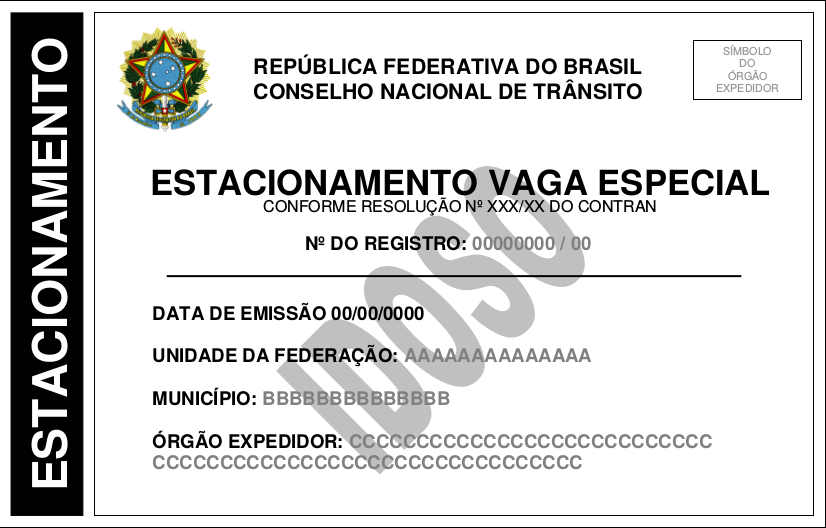 ESTACIONAMENTO
REPÚBLICA FEDERATIVA DO BRASIL
CONSELHO NACIONAL DE TRÂNSITO
SÍMBOLO
DO
ÓRGÃO
EXPEDIDOR
ESTACIONAMENTO VAGA ESPECIAL
CONFORME RESOLUÇÃO Nº XXX/XX DO CONTRAN
Nº DO REGISTRO: 00000000 / 00
IDOSO
DATA DE EMISSÃO 00/00/0000
UNIDADE DA FEDERAÇÃO: AAAAAAAAAAAAAA
MUNICÍPIO: BBBBBBBBBBBBBB
ÓRGÃO EXPEDIDOR: CCCCCCCCCCCCCCCCCCCCCCCCCCC
CCCCCCCCCCCCCCCCCCCCCCCCCCCCCCCC